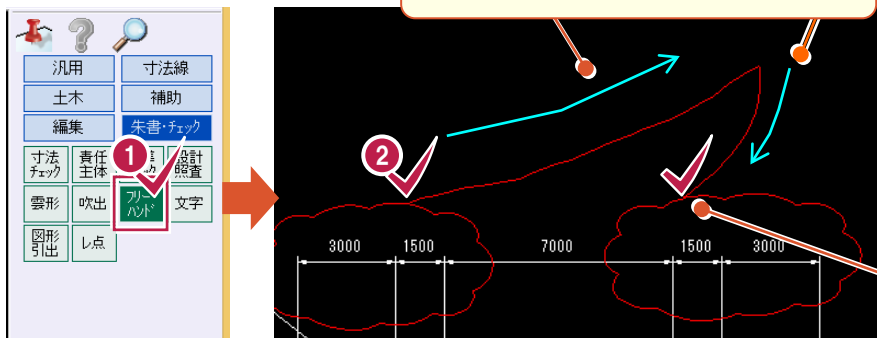 汎用 寸法線
土木 補助
編集 朱書・チェック
1
寸法
チェック
責任
主体
設計
照査
雲形 吹出 フリー
ハンド 文字
図形
引出
レ点
2
3000 1500 7000 1500 3000